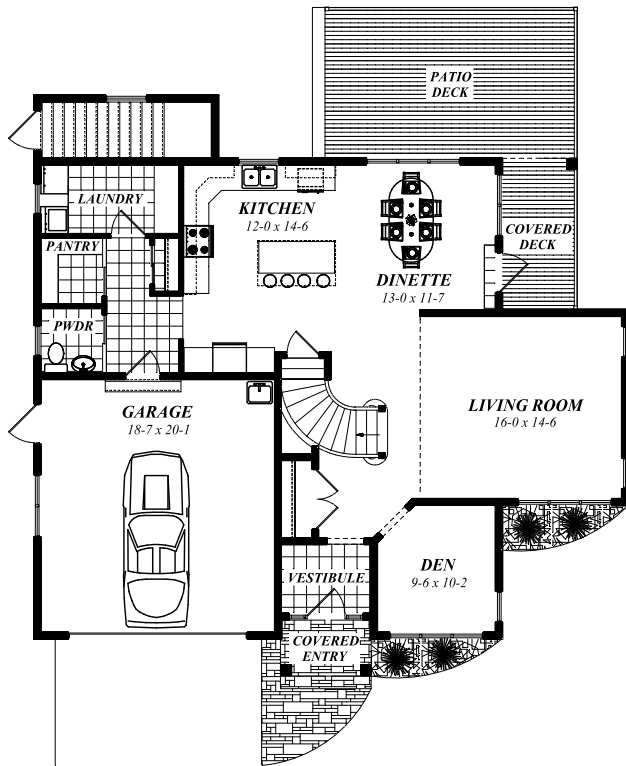 PATIO
DECK
LAUNDRY
KITCHEN
12-0 x 14-6
COVERED
DECK
PANTRY
DINETTE
13-0 x 11-7
PWDR
GARAGE
18-7 x 20-1
LIVING ROOM
16-0 x 14-6
DEN
9-6 x 10-2
VESTIBULE
COVERED
ENTRY